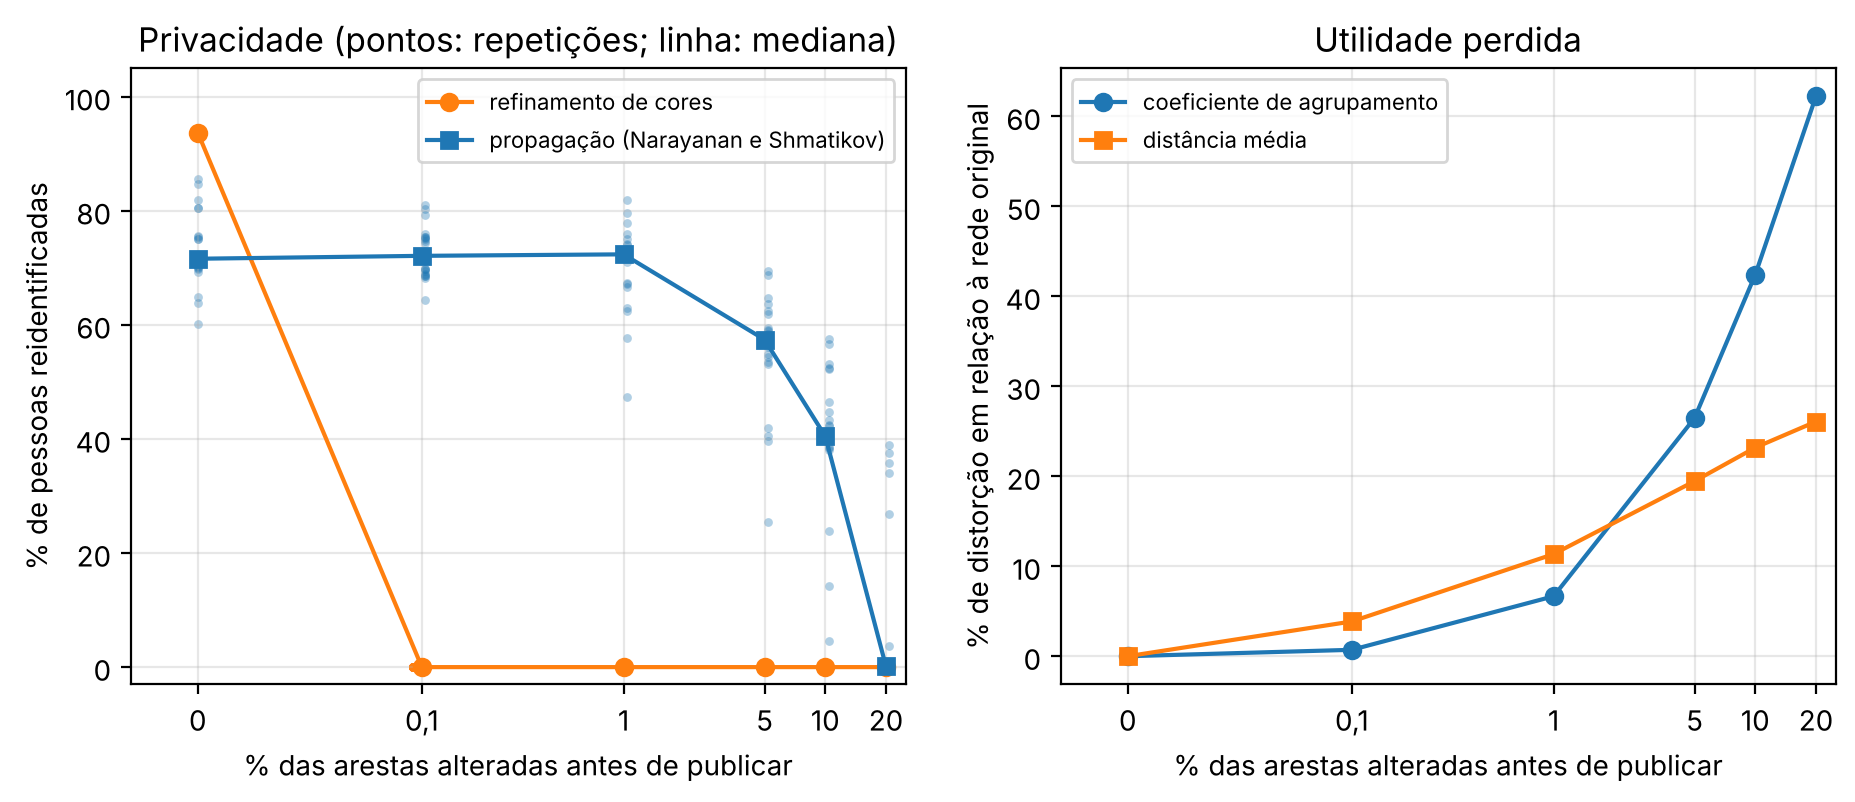 Privacidade (pontos: repetições; linha: mediana)
% de pessoas reidentificadas
100
80
60
40
20
0
refinamento de cores
propagação (Narayanan e Shmatikov)
0
0,1
1
5
10
20
% das arestas alteradas antes de publicar
Utilidade perdida
% de distorção em relação à rede original
60
50
40
30
20
10
0
coeficiente de agrupamento
distância média
0
0,1
1
5
10
20
% das arestas alteradas antes de publicar